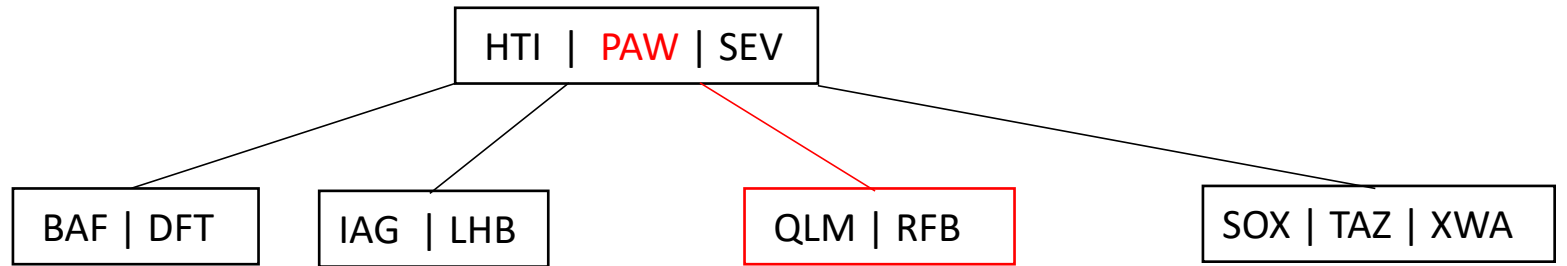 HTI | PAW | SEV
BAF | DFT
IAG | LHB
QLM | RFB
SOX | TAZ | XWA